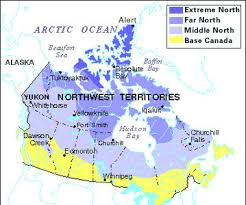 Extreme North
Far North
Middle North
Base Canada
ARCTIC OCEAN
Alert
Beaufort
Sea
Baffin
Bay
ALASKA
Resolute
Bay
Tuktoyaktuk
YUKON
NORTHWEST TERRITORIES
Whitehorse
Iqaluit
Yellowknife
Fort Smith
Hudson
Bay
Dawson
Creek
Churchill
Churchill
Falls
Edmonton
Winnipeg